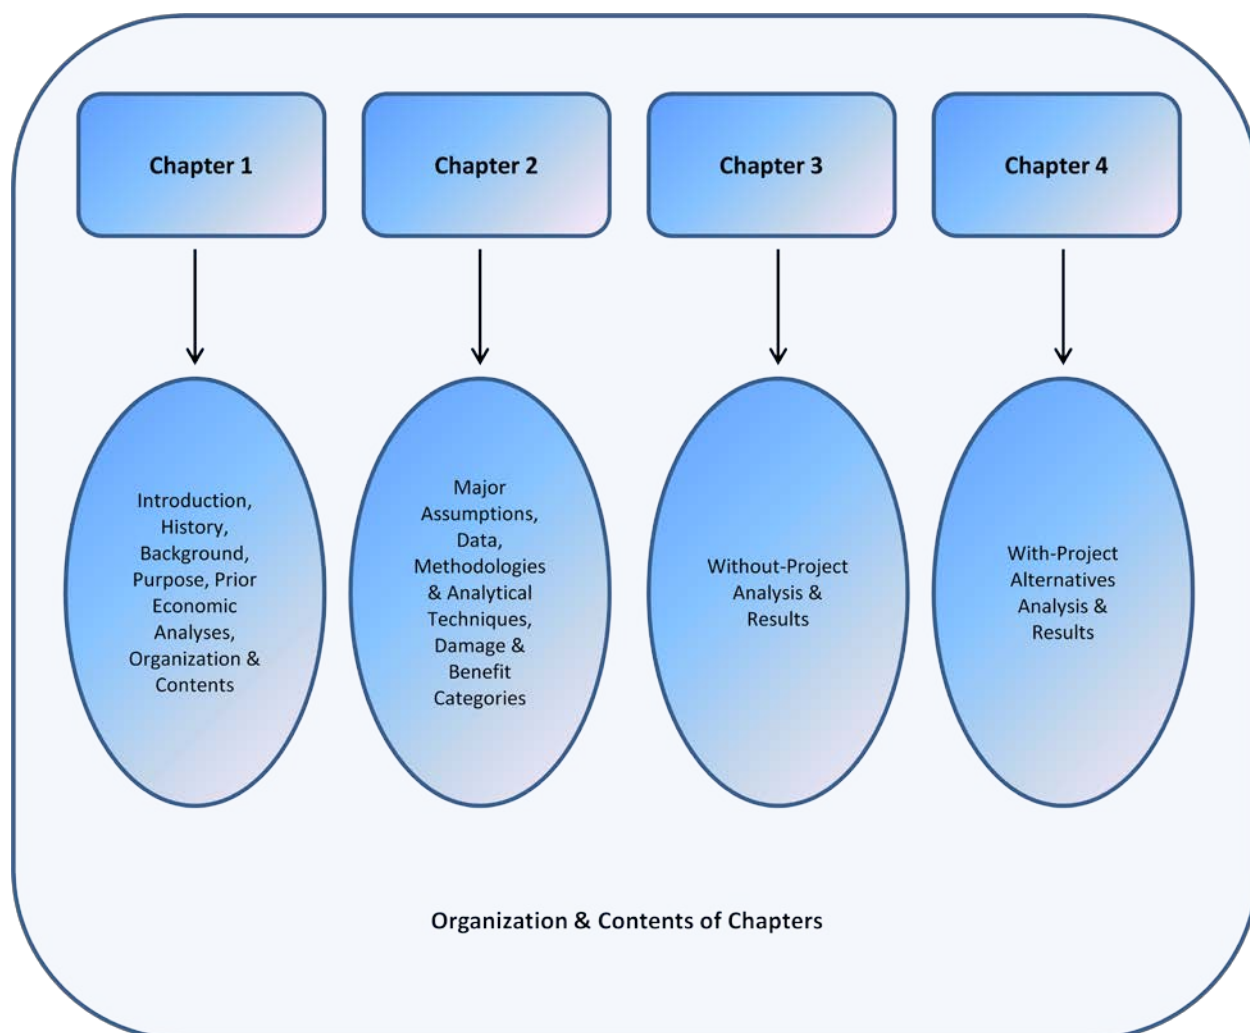 Chapter 1
Chapter 2
Chapter 3
Chapter 4
Introduction,
History,
Background,
Purpose, Prior
Economic
Analyses,
Organization &
Contents
Major
Assumptions,
Data,
Methodologies
& Analytical
Techniques,
Damage &
Benefit
Categories
Without-Project
Analysis &
Results
With-Project
Alternatives
Analysis &
Results
Organization & Contents of Chapters